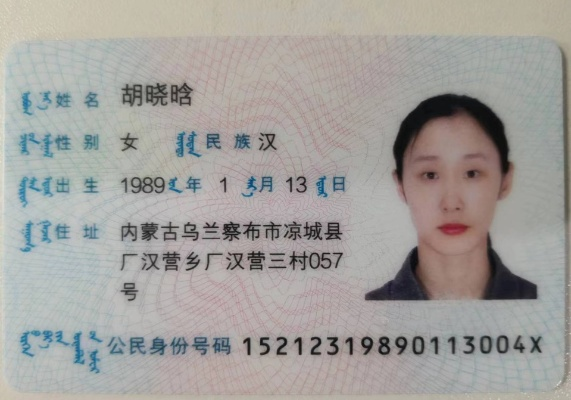 姓名 胡晓晗
性别 女 民族 汉
出生 1989 年 1 月 13 日
住址 内蒙古乌兰察布市凉城县
厂汉营乡厂汉营三村057
号
公民身份号码 15212319890113004X